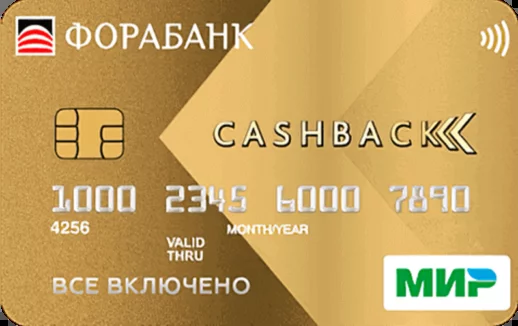 ФОРАБАНК
CASHBACK
1000 2345 6000 7890
4256
MONTH/YEAR
VALID
THRU
ВСЕ ВКЛЮЧЕНО
МИР